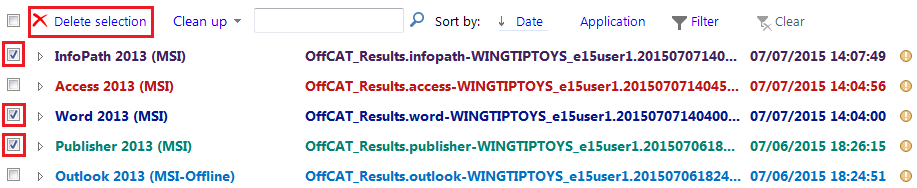 Delete selection Clean up Sort by: Date Application Filter Clear
InfoPath 2013 (MSI) OffCAT_Results.infopath-WINGTIPTOYS_e15user1.20150707140... 07/07/2015 14:07:49
Access 2013 (MSI) OffCAT_Results.access-WINGTIPTOYS_e15user1.2015070714045... 07/07/2015 14:04:56
Word 2013 (MSI) OffCAT_Results.word-WINGTIPTOYS_e15user1.20150707140400... 07/07/2015 14:04:00
Publisher 2013 (MSI) OffCAT_Results.publisher-WINGTIPTOYS_e15user1.2015070618... 07/06/2015 18:26:15
Outlook 2013 (MSI-Offline) OffCAT_Results.outlook-WINGTIPTOYS_e15user1.201507061824... 07/06/2015 18:24:51